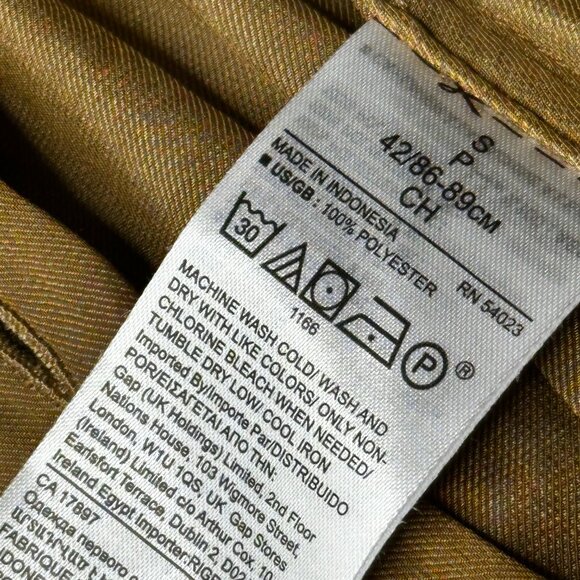 S
P
42/86-89CM
CH
MADE IN INDONESIA
■ US/GB : 100% POLYESTER RN 54023
30 P ®
1166
MACHINE WASH COLD/ WASH AND
DRY WITH LIKE COLORS/ ONLY NON-
CHLORINE BLEACH WHEN NEEDED/
TUMBLE DRY LOW/ COOL IRON
Imported By/Importe Par/DISTRIBUIDO
POR/ΕΙΣΑΓΕΤΑΙ ΑΠΟ ΤΗΝ:
Gap (UK Holdings) Limited, 2nd Floor
Nations House, 103 Wigmore Street,
London, W1U 1QS, UK Gap Stores
(Ireland) Limited c/o Arthur Cox, 10
Earlsfort Terrace, Dublin 2, D02
Ireland Egypt Importer:
CA 17897
Одежда первого
FABRIQUÉ